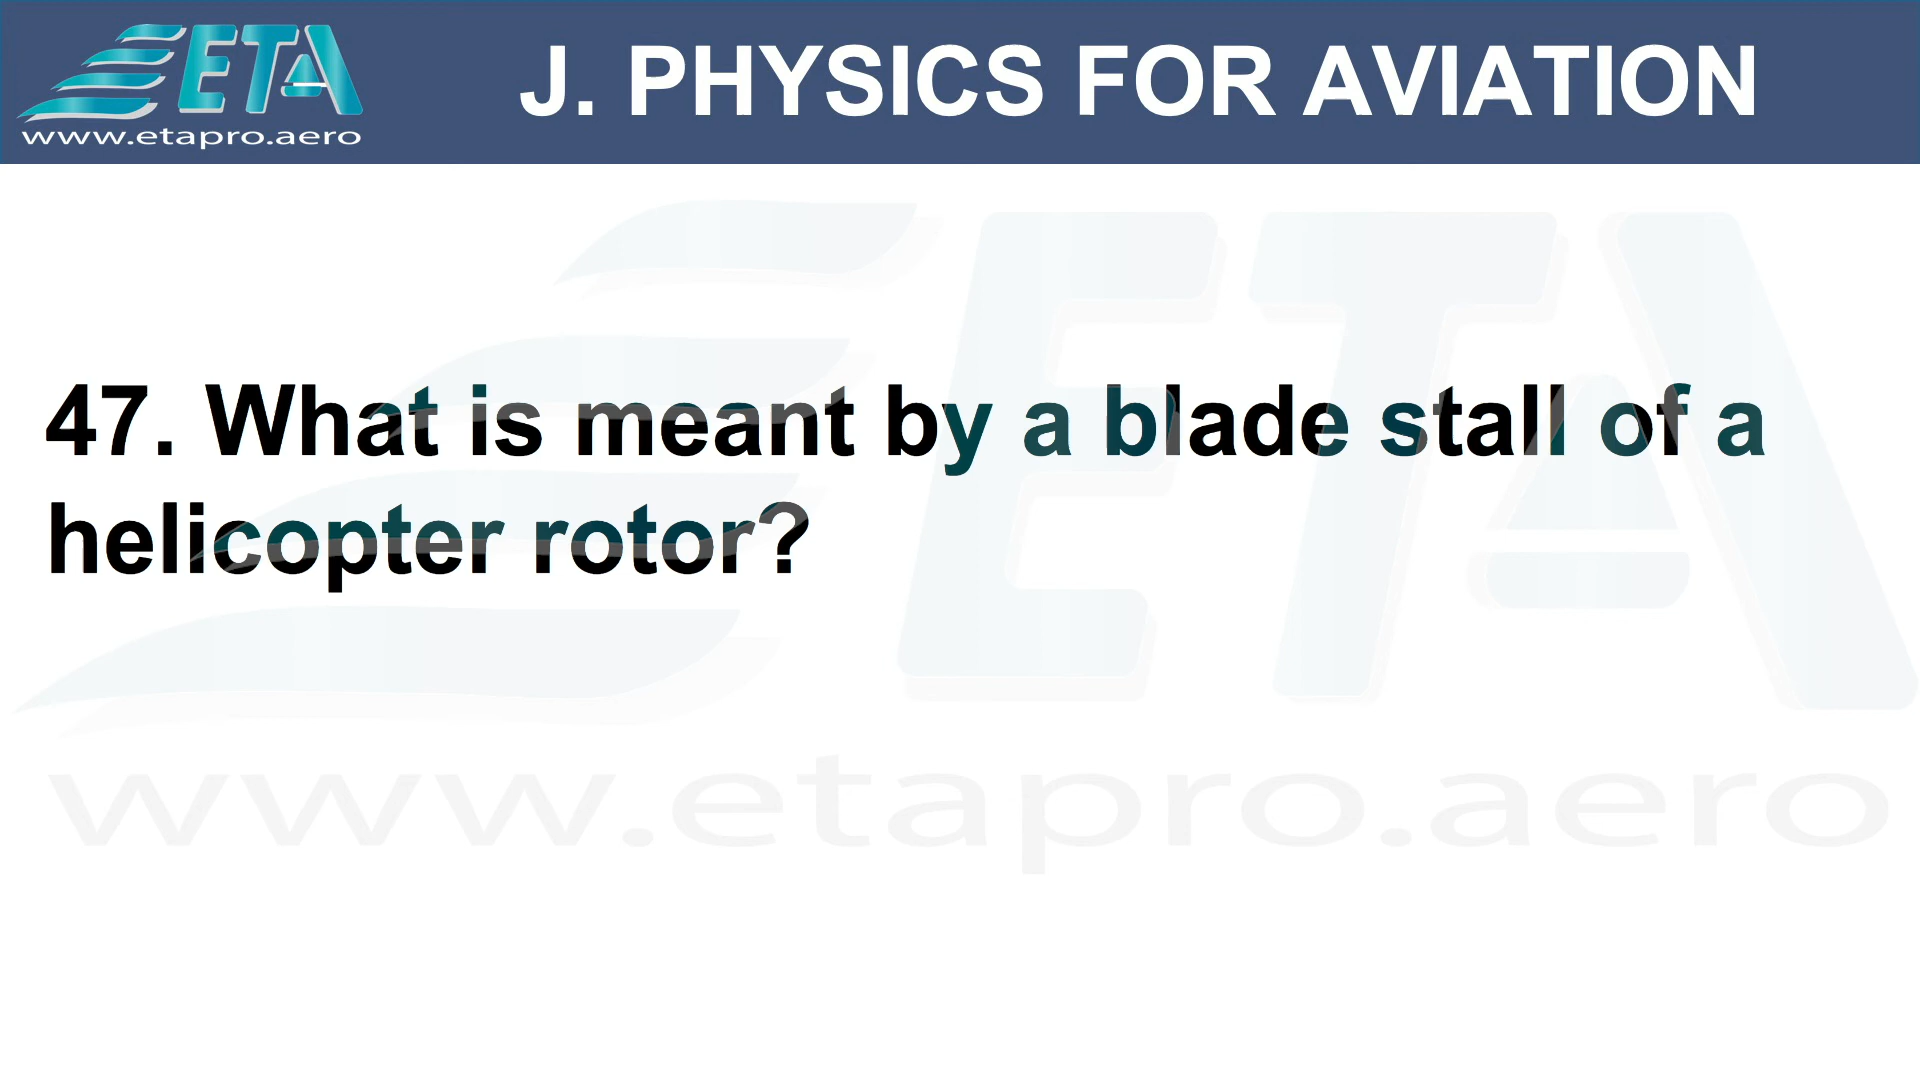 ETA
www.etapro.aero
J. PHYSICS FOR AVIATION
47. What is meant by a blade stall of a
helicopter rotor?
ETA
www.etapro.aero